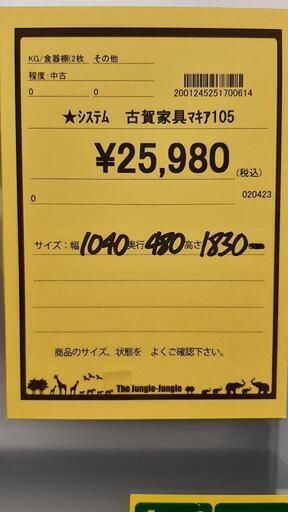 KG/食器棚(2枚 その他
程度:中古
0 0
2001245251700614
★ｼｽﾃﾑ 古賀家具ﾏｷｱ105
¥25,980
(税込)
0 020423
サイズ:幅1040奥行480高さ1830
商品のサイズ、状態を よくご確認下さい。
The Jungle-Jungle